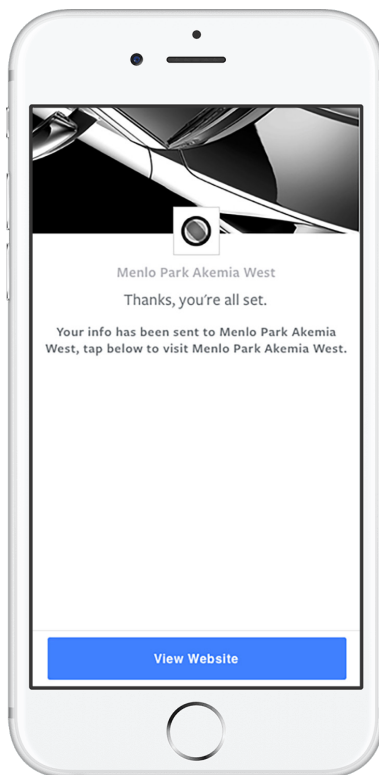 Menlo Park Akemia West
Thanks, you're all set.
Your info has been sent to Menlo Park Akemia
West, tap below to visit Menlo Park Akemia West.
View Website